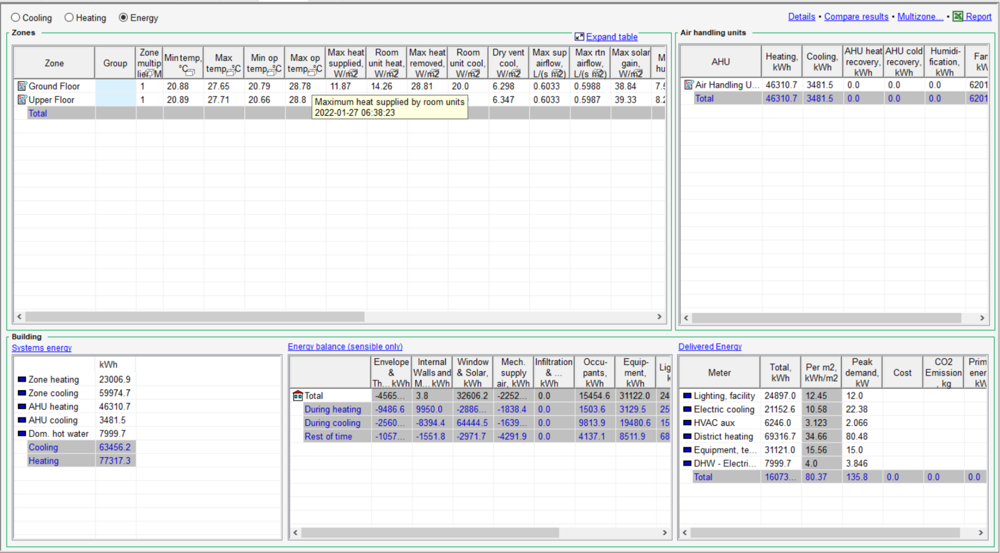 Cooling Heating Energy
Details • Compare results • Multizone... • Report
Zones
Expand table
Zone Group Zone multip lier, M Min temp, °C Max temp, °C Min op temp, °C Max op temp, °C Max heat supplied, W/m2 Room unit heat, W/m2 Max heat removed, W/m2 Room unit cool, W/m2 Dry vent cool, W/m2 Max sup airflow, L/(s m2) Max rtn airflow, L/(s m2) Max solar gain, W/m2 M hu
Ground Floor 1 20.88 27.65 20.79 28.78 11.87 14.26 28.81 20.0 6.298 0.6033 0.5988 38.84 7.5
Upper Floor 1 20.89 27.71 20.66 28.8 6.347 0.6033 0.5987 39.33 8.2
Total
Maximum heat supplied by room units
2022-01-27 06:38:23
Air handling units
AHU Heating, kWh Cooling, kWh AHU heat recovery, kWh AHU cold recovery, kWh Humidi- fication, kWh Fan kW
Air Handling U... 46310.7 3481.5 0.0 0.0 0.0 6201
Total 46310.7 3481.5 0.0 0.0 0.0 6201
Building
Systems energy
kWh
Zone heating 23006.9
Zone cooling 59974.7
AHU heating 46310.7
AHU cooling 3481.5
Dom. hot water 7999.7
Cooling 63456.2
Heating 77317.3
Energy balance (sensible only)
Envelope & Th... kWh Internal Walls and M... kWh Window & Solar, kWh Mech. supply air, kWh Infiltration & ... kWh Occu- pants, kWh Equip- ment, kWh Lig k
Total -4565... 3.8 32606.2 -2252... 0.0 15454.6 31122.0 24
During heating -9486.6 9950.0 -2886... -1838.4 0.0 1503.6 3129.5 25
During cooling -2560... -8394.4 64444.5 -1639... 0.0 9813.9 19480.6 15
Rest of time -1057... -1551.8 -2971.7 -4291.9 0.0 4137.1 8511.9 68
Delivered Energy
Meter Total, kWh Per m2, kWh/m2 Peak demand, kW Cost CO2 Emission , kg Prim ener kW
Lighting, facility 24897.0 12.45 12.0
Electric cooling 21152.6 10.58 22.38
HVAC aux 6246.0 3.123 2.066
District heating 69316.7 34.66 80.48
Equipment, te... 31121.0 15.56 15.0
DHW - Electri... 7999.7 4.0 3.846
Total 16073... 80.37 135.8 0.0 0.0 0.0